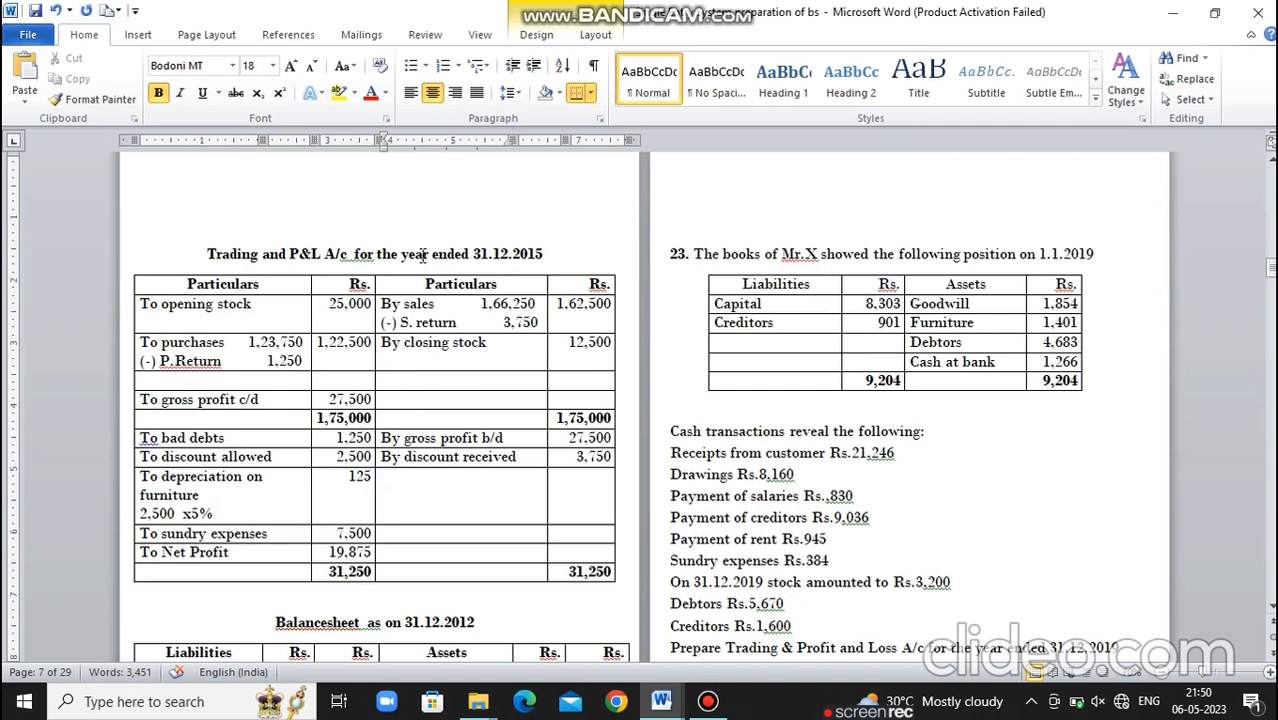 www.BANDICAM.com
preparation of bs - Microsoft Word (Product Activation Failed)
File Home Insert Page Layout References Mailings Review View Design Layout
Paste
Cut
Copy
Format Painter
Clipboard
Bodoni MT 18
Font
Paragraph
AaBbCcDc AaBbCcDc AaBbC AaBbCc AaB AaBbCcL AaBbCcDc
¶ Normal ¶ No Spaci... Heading 1 Heading 2 Title Subtitle Subtle Em...
Styles
Change Styles
Find
Replace
Select
Editing
Trading and P&L A/c for the year ended 31.12.2015
Particulars Rs. Particulars Rs.
To opening stock 25,000 By sales 1,66,250 1,62,500
(-) S. return 3,750
To purchases 1,23,750 1,22,500 By closing stock 12,500
(-) P.Return 1,250
To gross profit c/d 27,500
1,75,000 1,75,000
To bad debts 1,250 By gross profit b/d 27,500
To discount allowed 2,500 By discount received 3,750
To depreciation on 125
furniture
2,500 x5%
To sundry expenses 7,500
To Net Profit 19,875
31,250 31,250
Balancesheet as on 31.12.2012
Liabilities Rs. Rs. Assets Rs. Rs.
23. The books of Mr.X showed the following position on 1.1.2019
Liabilities Rs. Assets Rs.
Capital 8,303 Goodwill 1,854
Creditors 901 Furniture 1,401
Debtors 4,683
Cash at bank 1,266
9,204 9,204
Cash transactions reveal the following:
Receipts from customer Rs.21,246
Drawings Rs.8,160
Payment of salaries Rs.,830
Payment of creditors Rs.9,036
Payment of rent Rs.945
Sundry expenses Rs.384
On 31.12.2019 stock amounted to Rs.3,200
Debtors Rs.5,670
Creditors Rs.1,600
Prepare Trading & Profit and Loss A/c for the year ended 31.12.2019
clideo.com
Page: 7 of 29 Words: 3,451 English (India)
Type here to search
30°C Mostly cloudy
ENG
21:50
06-05-2023
screenrec